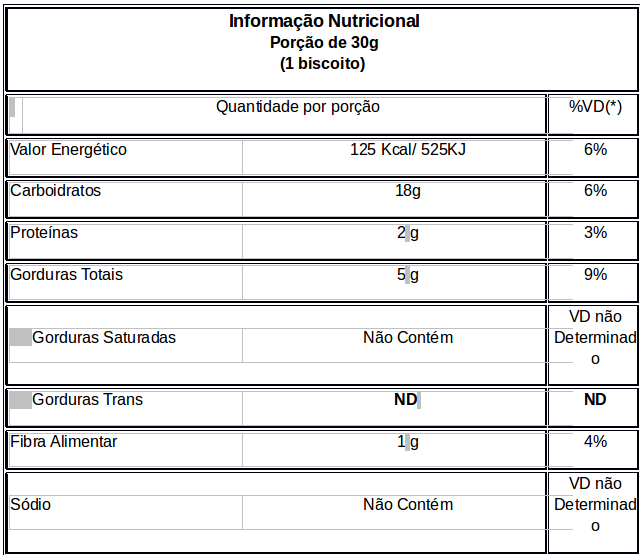 Informação Nutricional
Porção de 30g
(1 biscoito)
Quantidade por porção %VD(*)
Valor Energético 125 Kcal/ 525KJ 6%
Carboidratos 18g 6%
Proteínas 2 g 3%
Gorduras Totais 5 g 9%
Gorduras Saturadas Não Contém VD não
Determinad
o
Gorduras Trans ND ND
Fibra Alimentar 1 g 4%
Sódio Não Contém VD não
Determinad
o